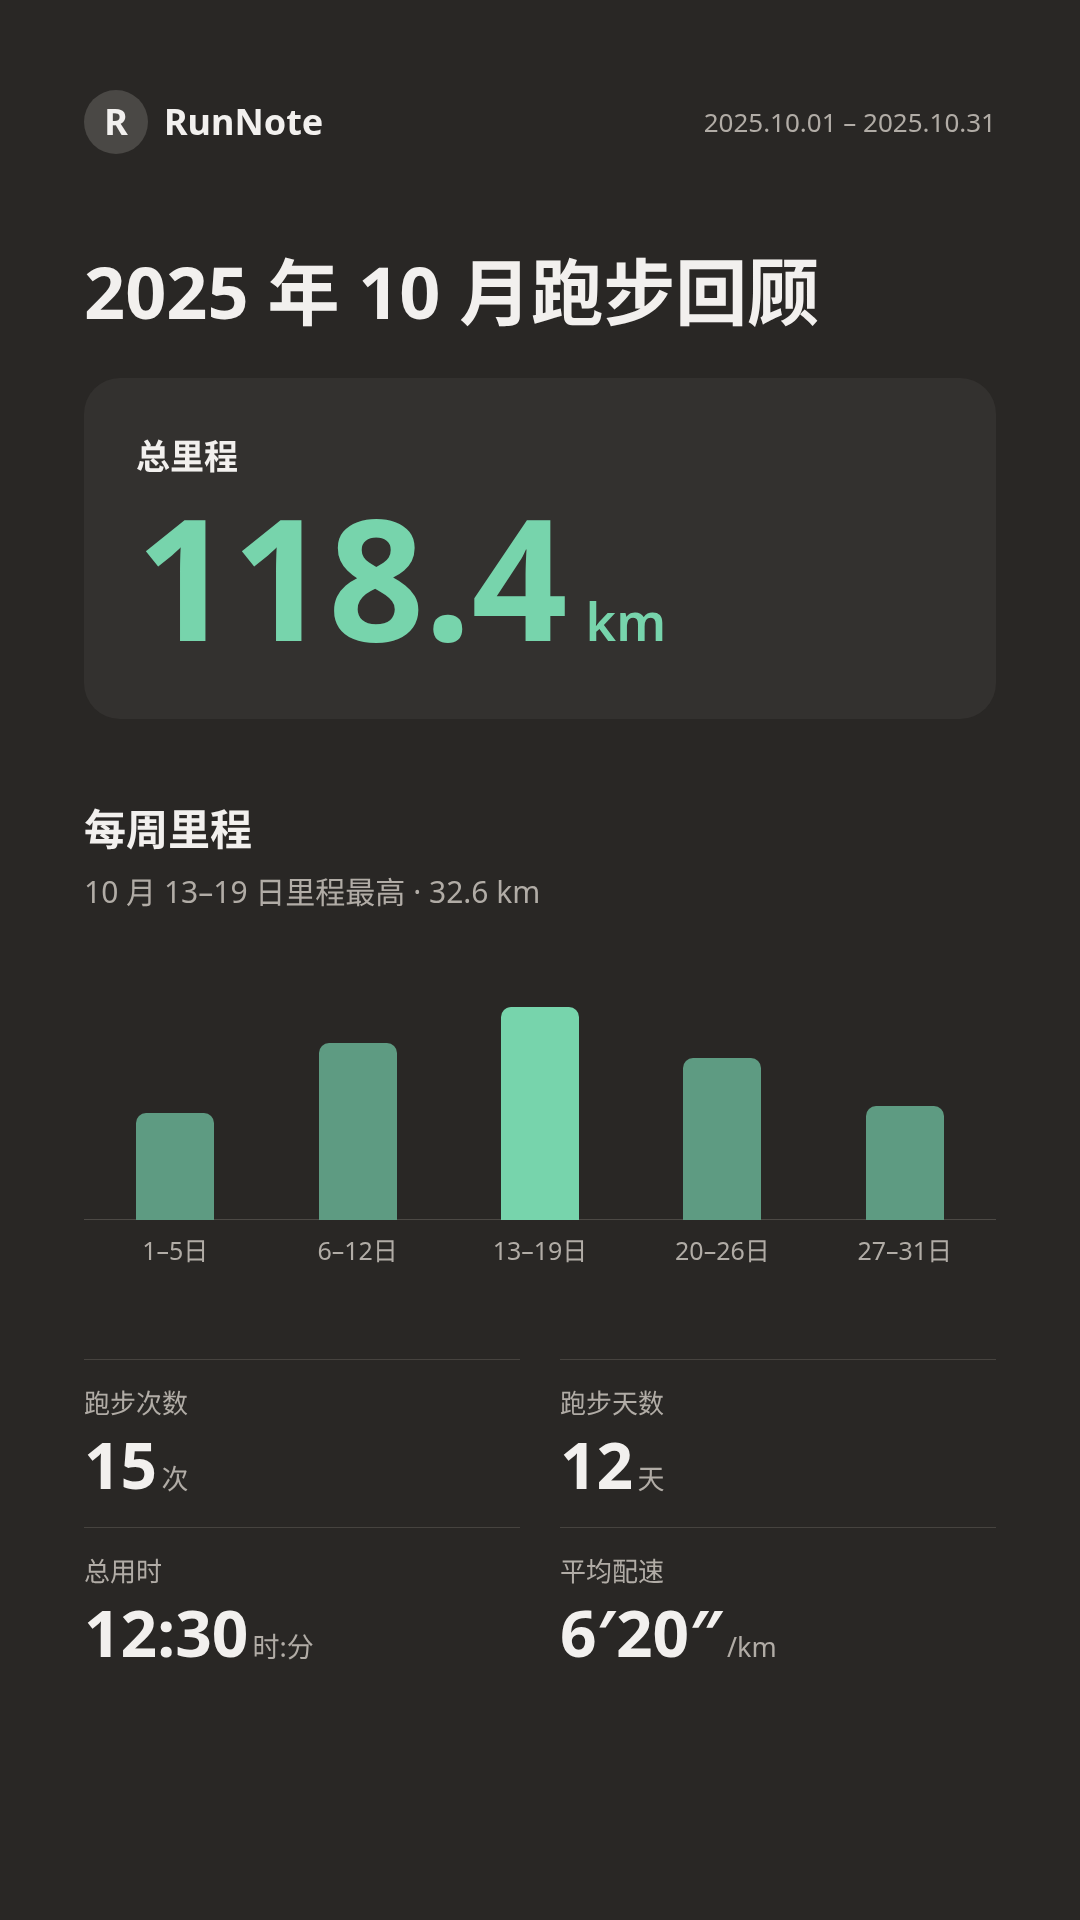 R RunNote 2025.10.01 – 2025.10.31
2025 年 10 月跑步回顾
总里程
118.4 km
每周里程
10 月 13–19 日里程最高 · 32.6 km
1–5日 6–12日 13–19日 20–26日 27–31日
跑步次数 跑步天数
15 次 12 天
总用时 平均配速
12:30 时:分 6′20″ /km